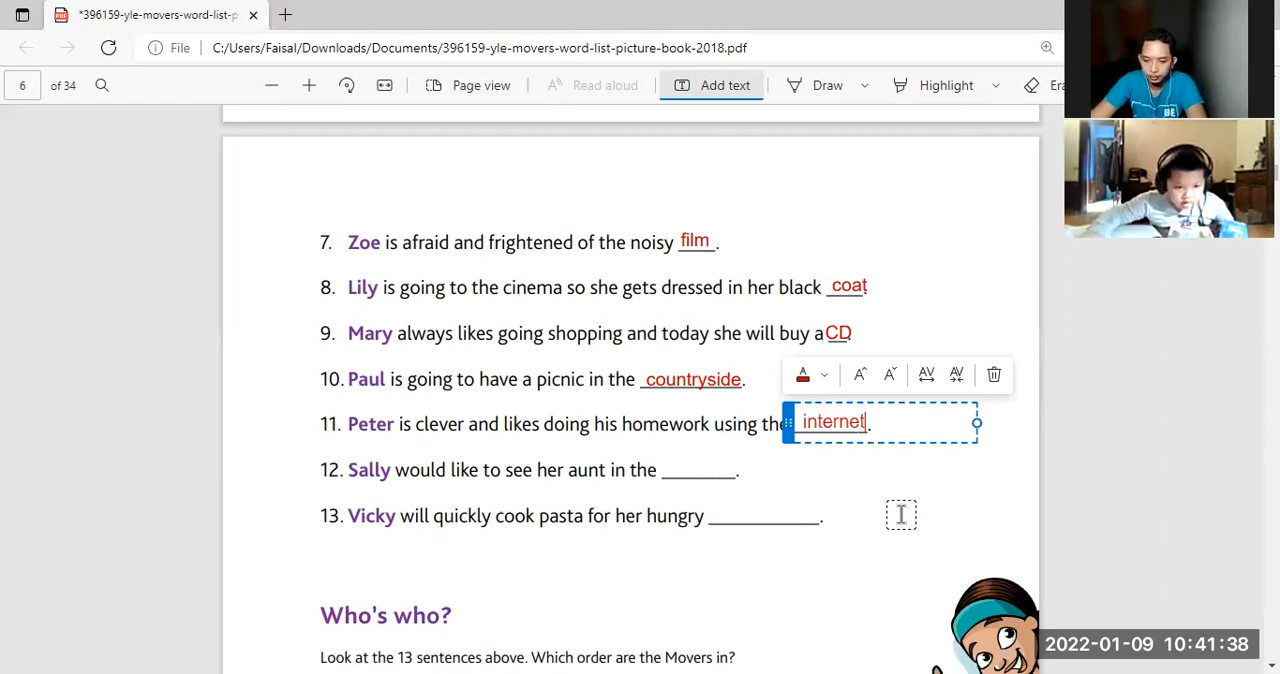 *396159-yle-movers-word-list-p
File
C:/Users/Faisal/Downloads/Documents/396159-yle-movers-word-list-picture-book-2018.pdf
6 of 34
Page view
Read aloud
Add text
Draw
Highlight
Era
7. Zoe is afraid and frightened of the noisy film.
8. Lily is going to the cinema so she gets dressed in her black coat.
9. Mary always likes going shopping and today she will buy a CD.
10. Paul is going to have a picnic in the countryside.
11. Peter is clever and likes doing his homework using the internet.
12. Sally would like to see her aunt in the ________.
13. Vicky will quickly cook pasta for her hungry ____________.
Who's who?
Look at the 13 sentences above. Which order are the Movers in?
2022-01-09 10:41:38